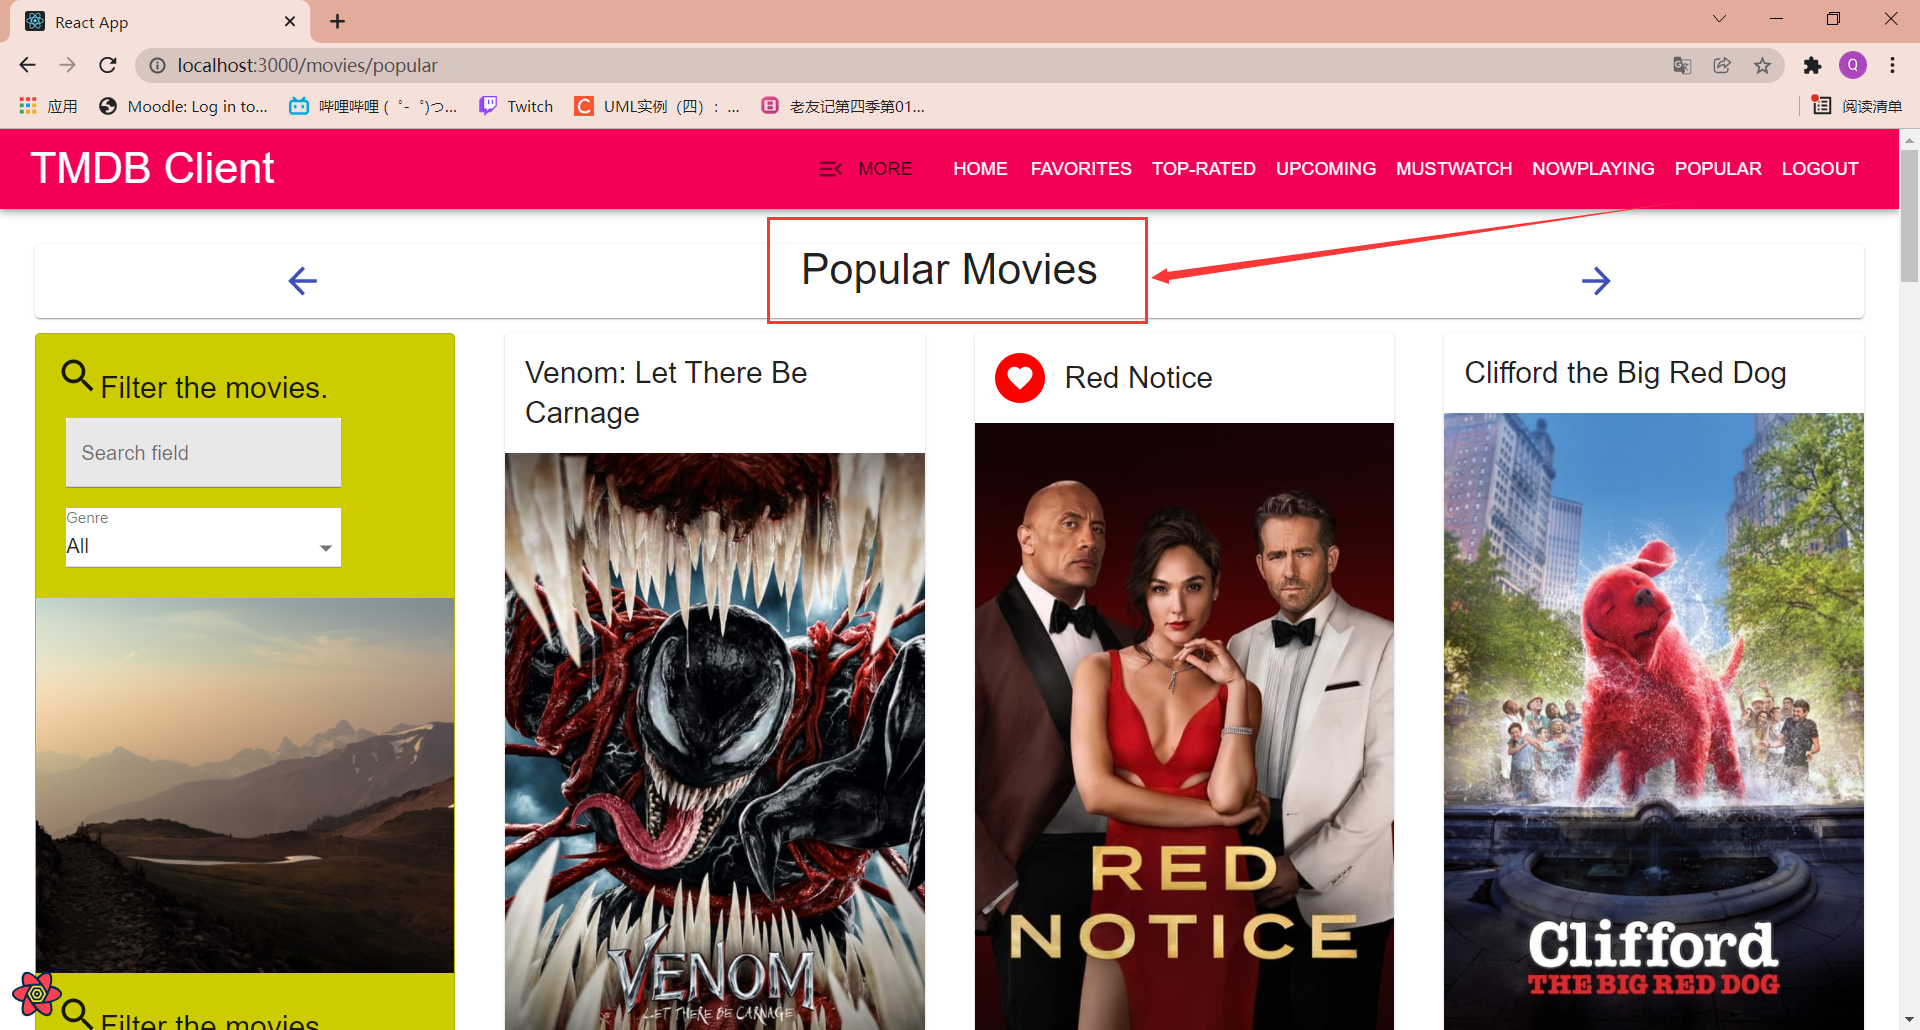 React App
localhost:3000/movies/popular
Q
应用
Moodle: Log in to...
哔哩哔哩 ( ゜- ゜)つ...
Twitch
UML实例（四）：...
老友记第四季第01...
阅读清单
TMDB Client
MORE
HOME
FAVORITES
TOP-RATED
UPCOMING
MUSTWATCH
NOWPLAYING
POPULAR
LOGOUT
Popular Movies
Filter the movies.
Search field
Genre
All
Venom: Let There Be
Carnage
VENOM
LET THERE BE CARNAGE
Red Notice
RED
NOTICE
Clifford the Big Red Dog
Clifford
THE BIG RED DOG
Filter the movies.